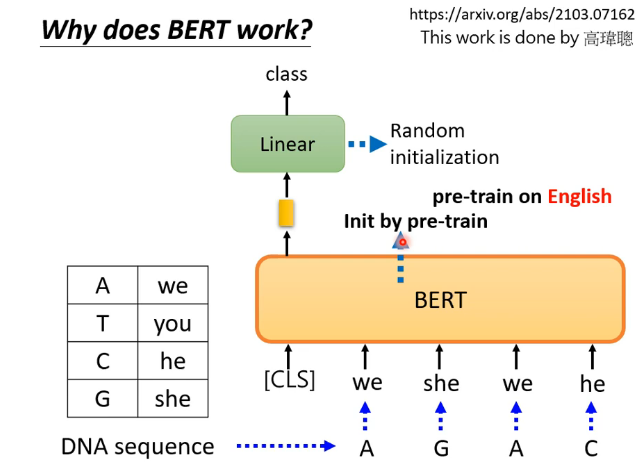 Why does BERT work?
https://arxiv.org/abs/2103.07162
This work is done by 高瑋聰
class
Linear
Random
initialization
pre-train on English
Init by pre-train
BERT
A we
T you
C he
G she
[CLS] we she we he
DNA sequence A G A C